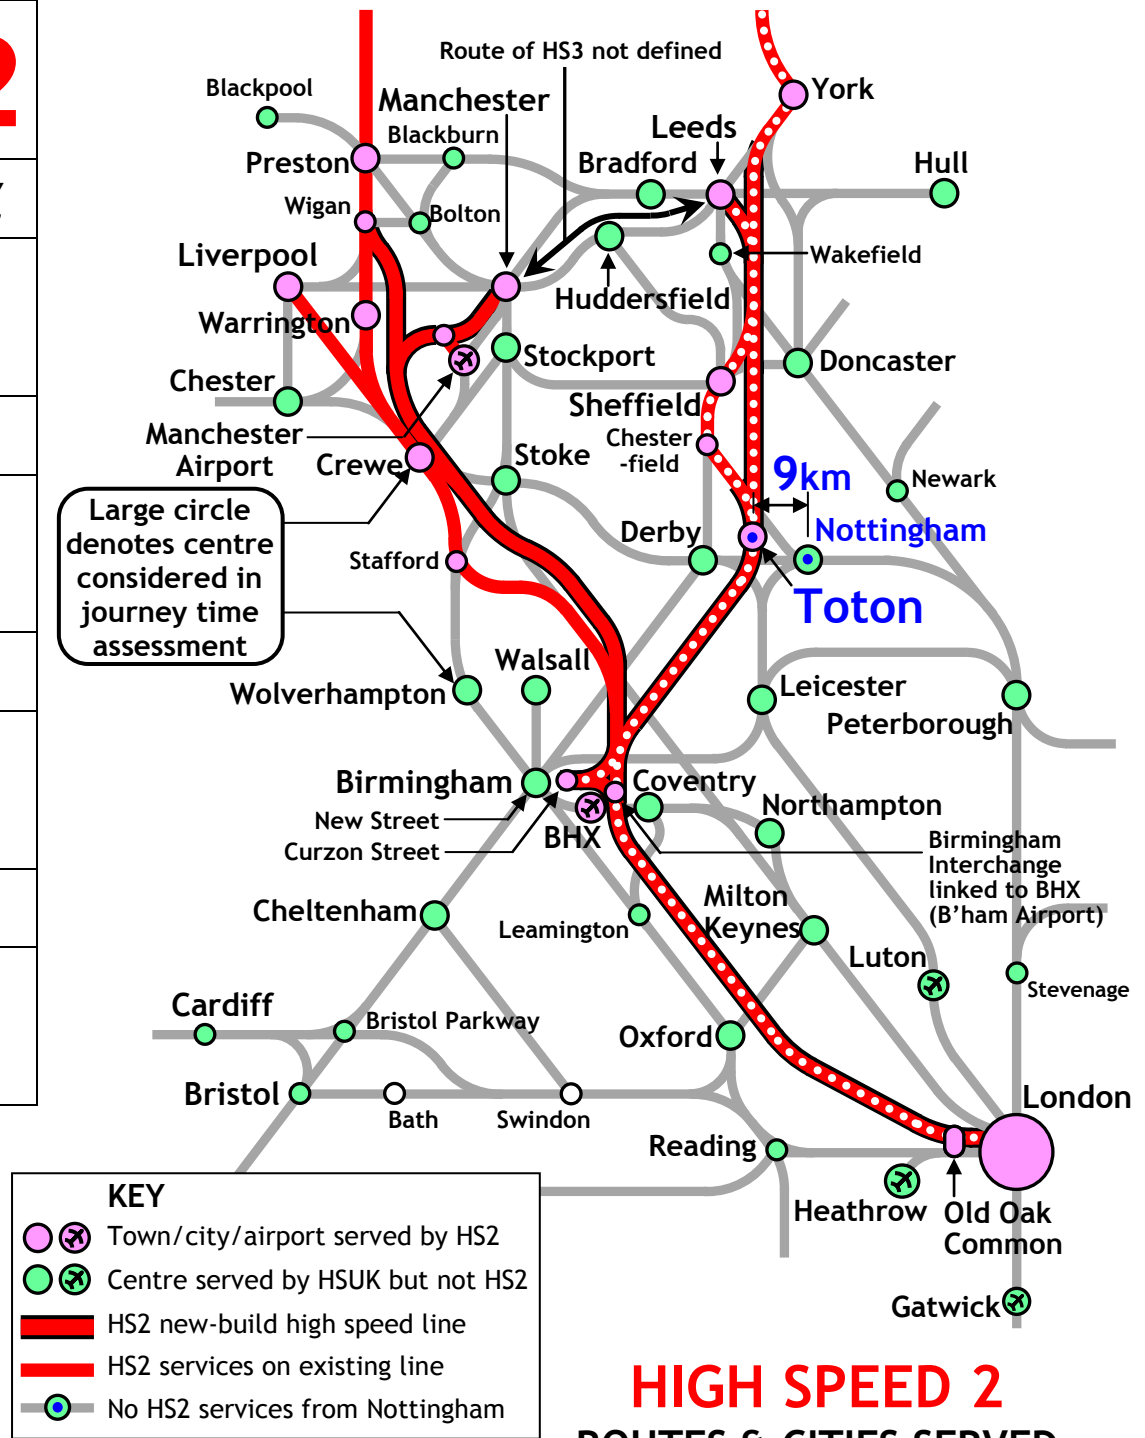 2
Route of HS3 not defined
York
Blackpool
Manchester
Leeds
Blackburn
Preston
Bradford
Hull
Wigan
Bolton
Liverpool
Wakefield
Huddersfield
Warrington
Stockport
Doncaster
Chester
Sheffield
Manchester
Airport
Chester
-field
Crewe
Stoke
9km
Newark
Large circle
denotes centre
considered in
journey time
assessment
Derby
Nottingham
Stafford
Toton
Walsall
Wolverhampton
Leicester
Peterborough
Birmingham
Coventry
New Street
Curzon Street
BHX
Northampton
Birmingham
Interchange
linked to BHX
(B'ham Airport)
Cheltenham
Leamington
Milton
Keynes
Luton
Stevenage
Cardiff
Bristol Parkway
Oxford
Bristol
Bath
Swindon
London
Reading
Heathrow
Old Oak
Common
Gatwick
KEY
Town/city/airport served by HS2
Centre served by HSUK but not HS2
HS2 new-build high speed line
HS2 services on existing line
No HS2 services from Nottingham
HIGH SPEED 2
ROUTES & CITIES SERVED